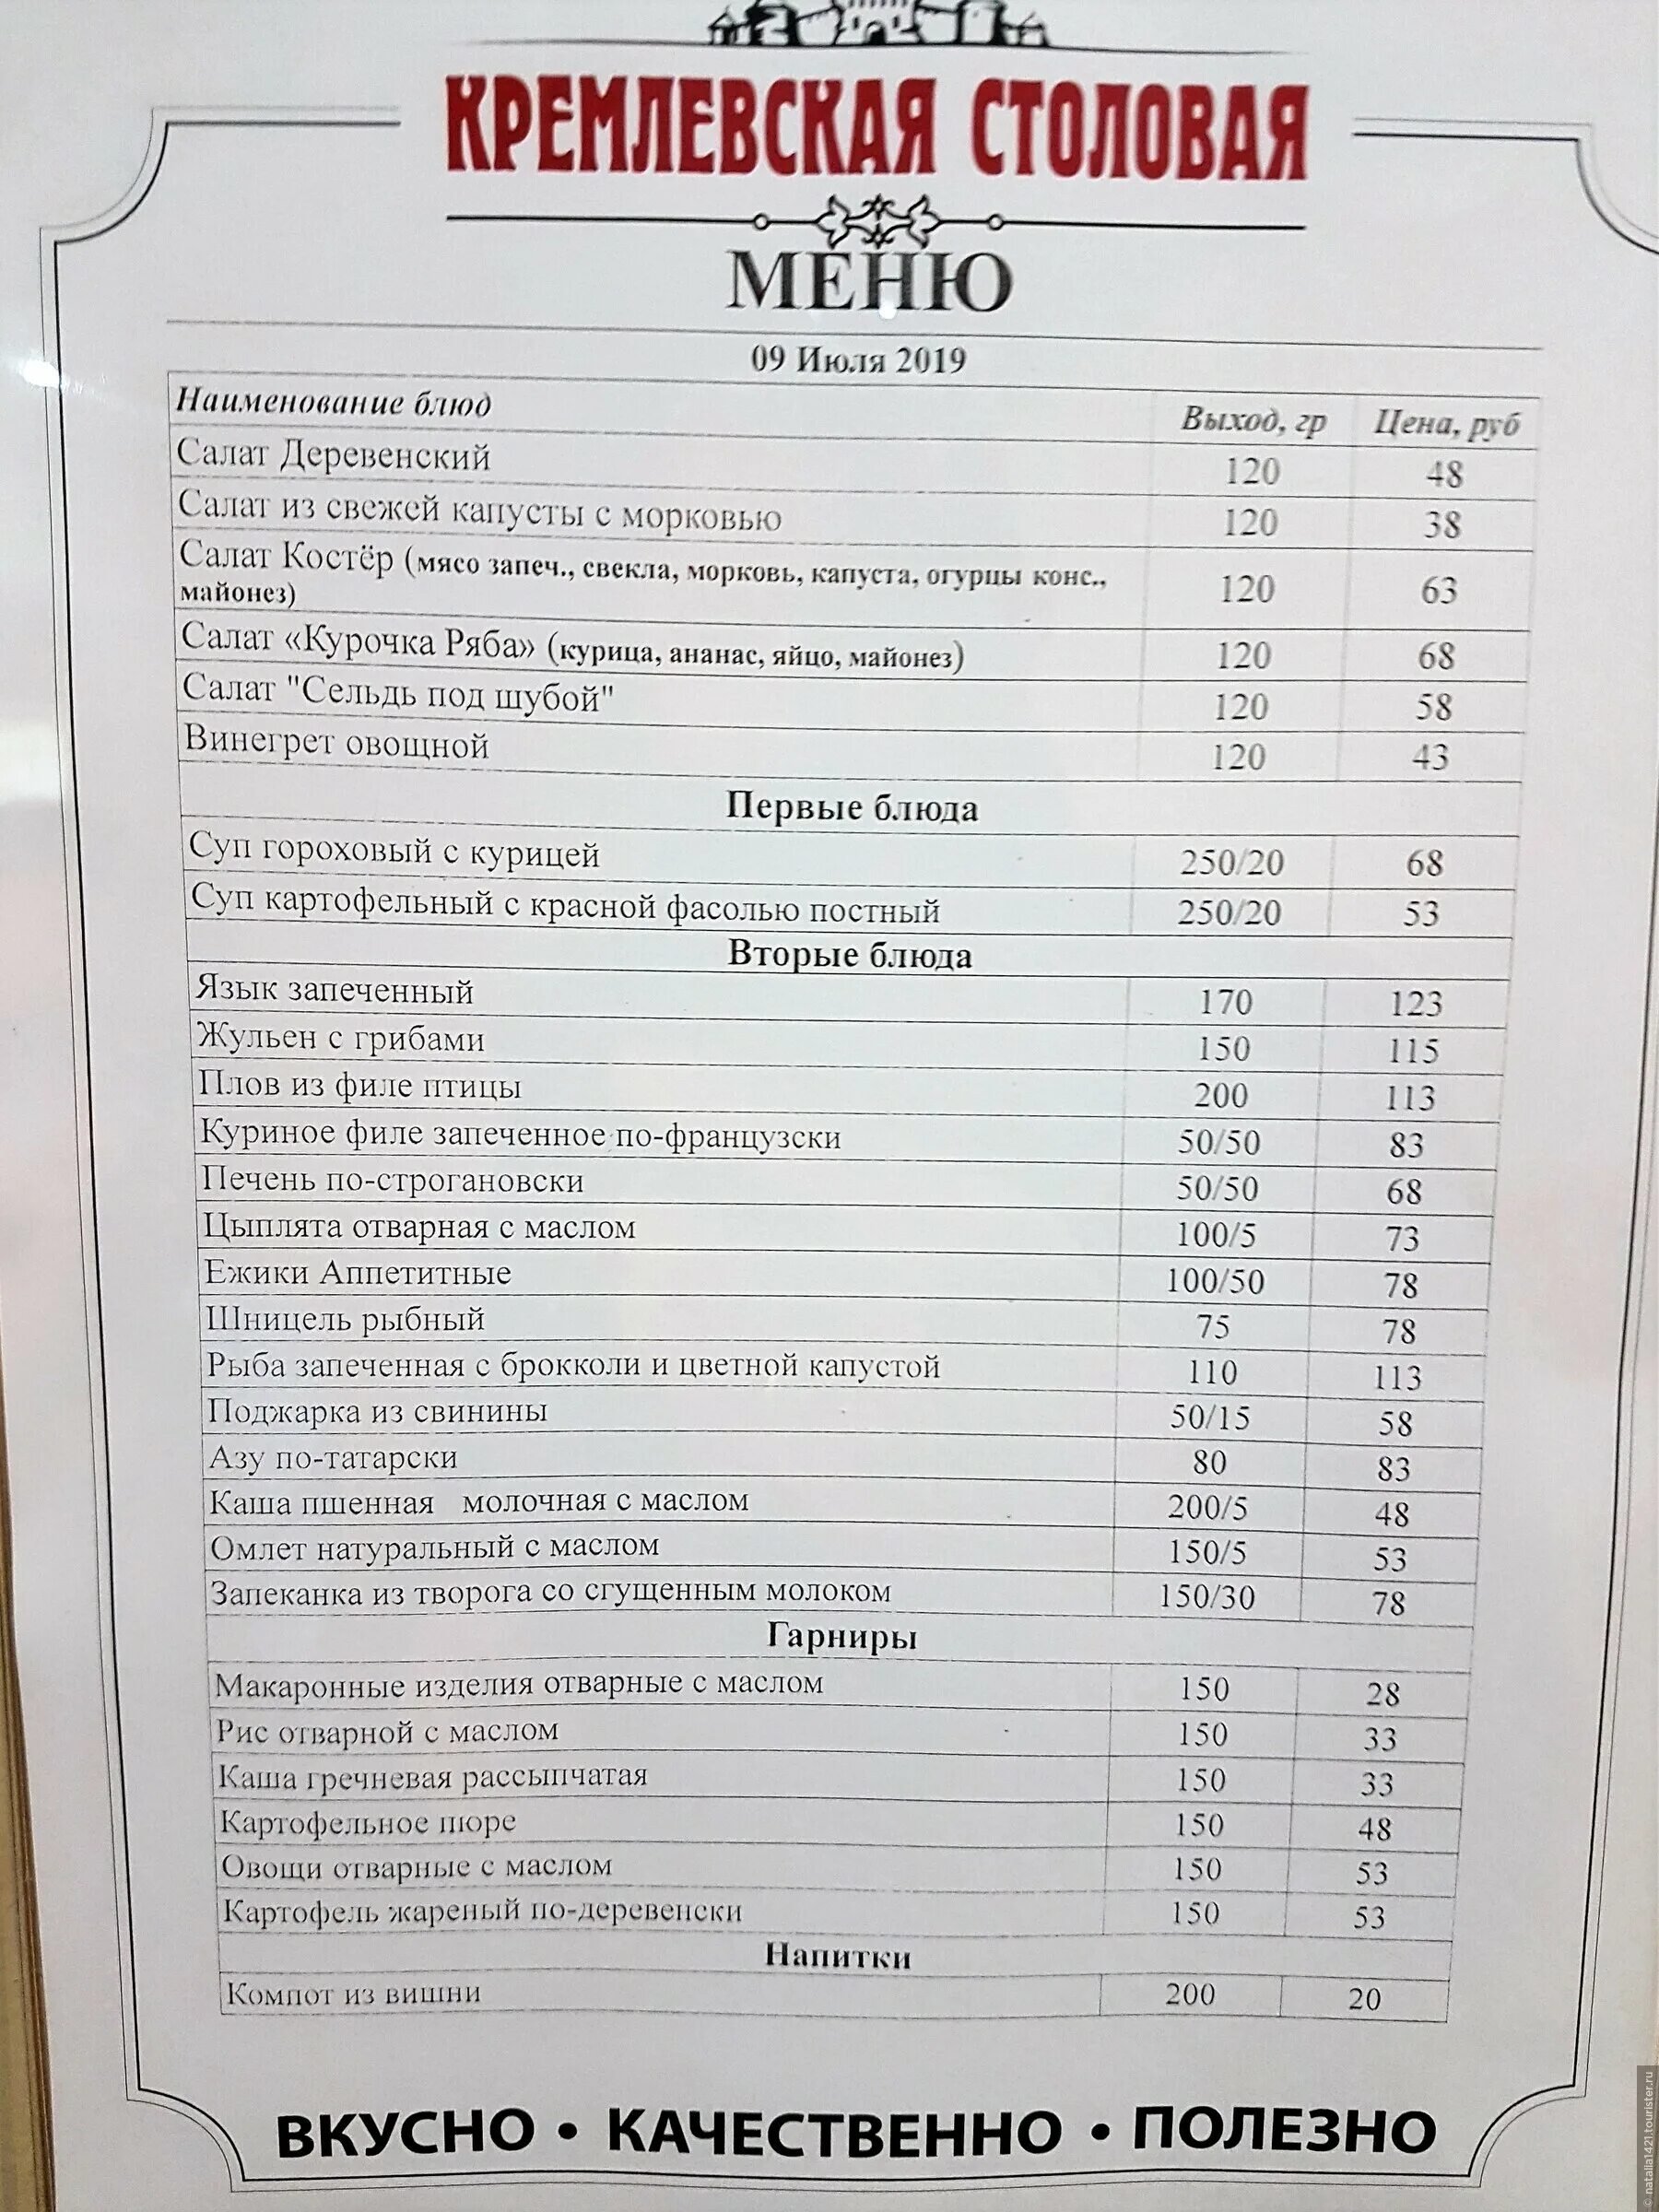 КРЕМЛЕВСКАЯ СТОЛОВАЯ
МЕНЮ
09 Июля 2019
Наименование блюд Выход, гр Цена, руб
Салат Деревенский 120 48
Салат из свежей капусты с морковью 120 38
Салат Костёр (мясо запеч., свекла, морковь, капуста, огурцы конс.,
майонез) 120 63
Салат «Курочка Ряба» (курица, ананас, яйцо, майонез) 120 68
Салат "Сельдь под шубой" 120 58
Винегрет овощной 120 43
Первые блюда
Суп гороховый с курицей 250/20 68
Суп картофельный с красной фасолью постный 250/20 53
Вторые блюда
Язык запеченный 170 123
Жульен с грибами 150 115
Плов из филе птицы 200 113
Куриное филе запеченное по-французски 50/50 83
Печень по-строгановски 50/50 68
Цыплята отварная с маслом 100/5 73
Ежики Аппетитные 100/50 78
Шницель рыбный 75 78
Рыба запеченная с брокколи и цветной капустой 110 113
Поджарка из свинины 50/15 58
Азу по-татарски 80 83
Каша пшенная молочная с маслом 200/5 48
Омлет натуральный с маслом 150/5 53
Запеканка из творога со сгущенным молоком 150/30 78
Гарниры
Макаронные изделия отварные с маслом 150 28
Рис отварной с маслом 150 33
Каша гречневая рассыпчатая 150 33
Картофельное пюре 150 48
Овощи отварные с маслом 150 53
Картофель жареный по-деревенски 150 53
Напитки
Компот из вишни 200 20
ВКУСНО • КАЧЕСТВЕННО • ПОЛЕЗНО
© natalia1421.tourister.ru